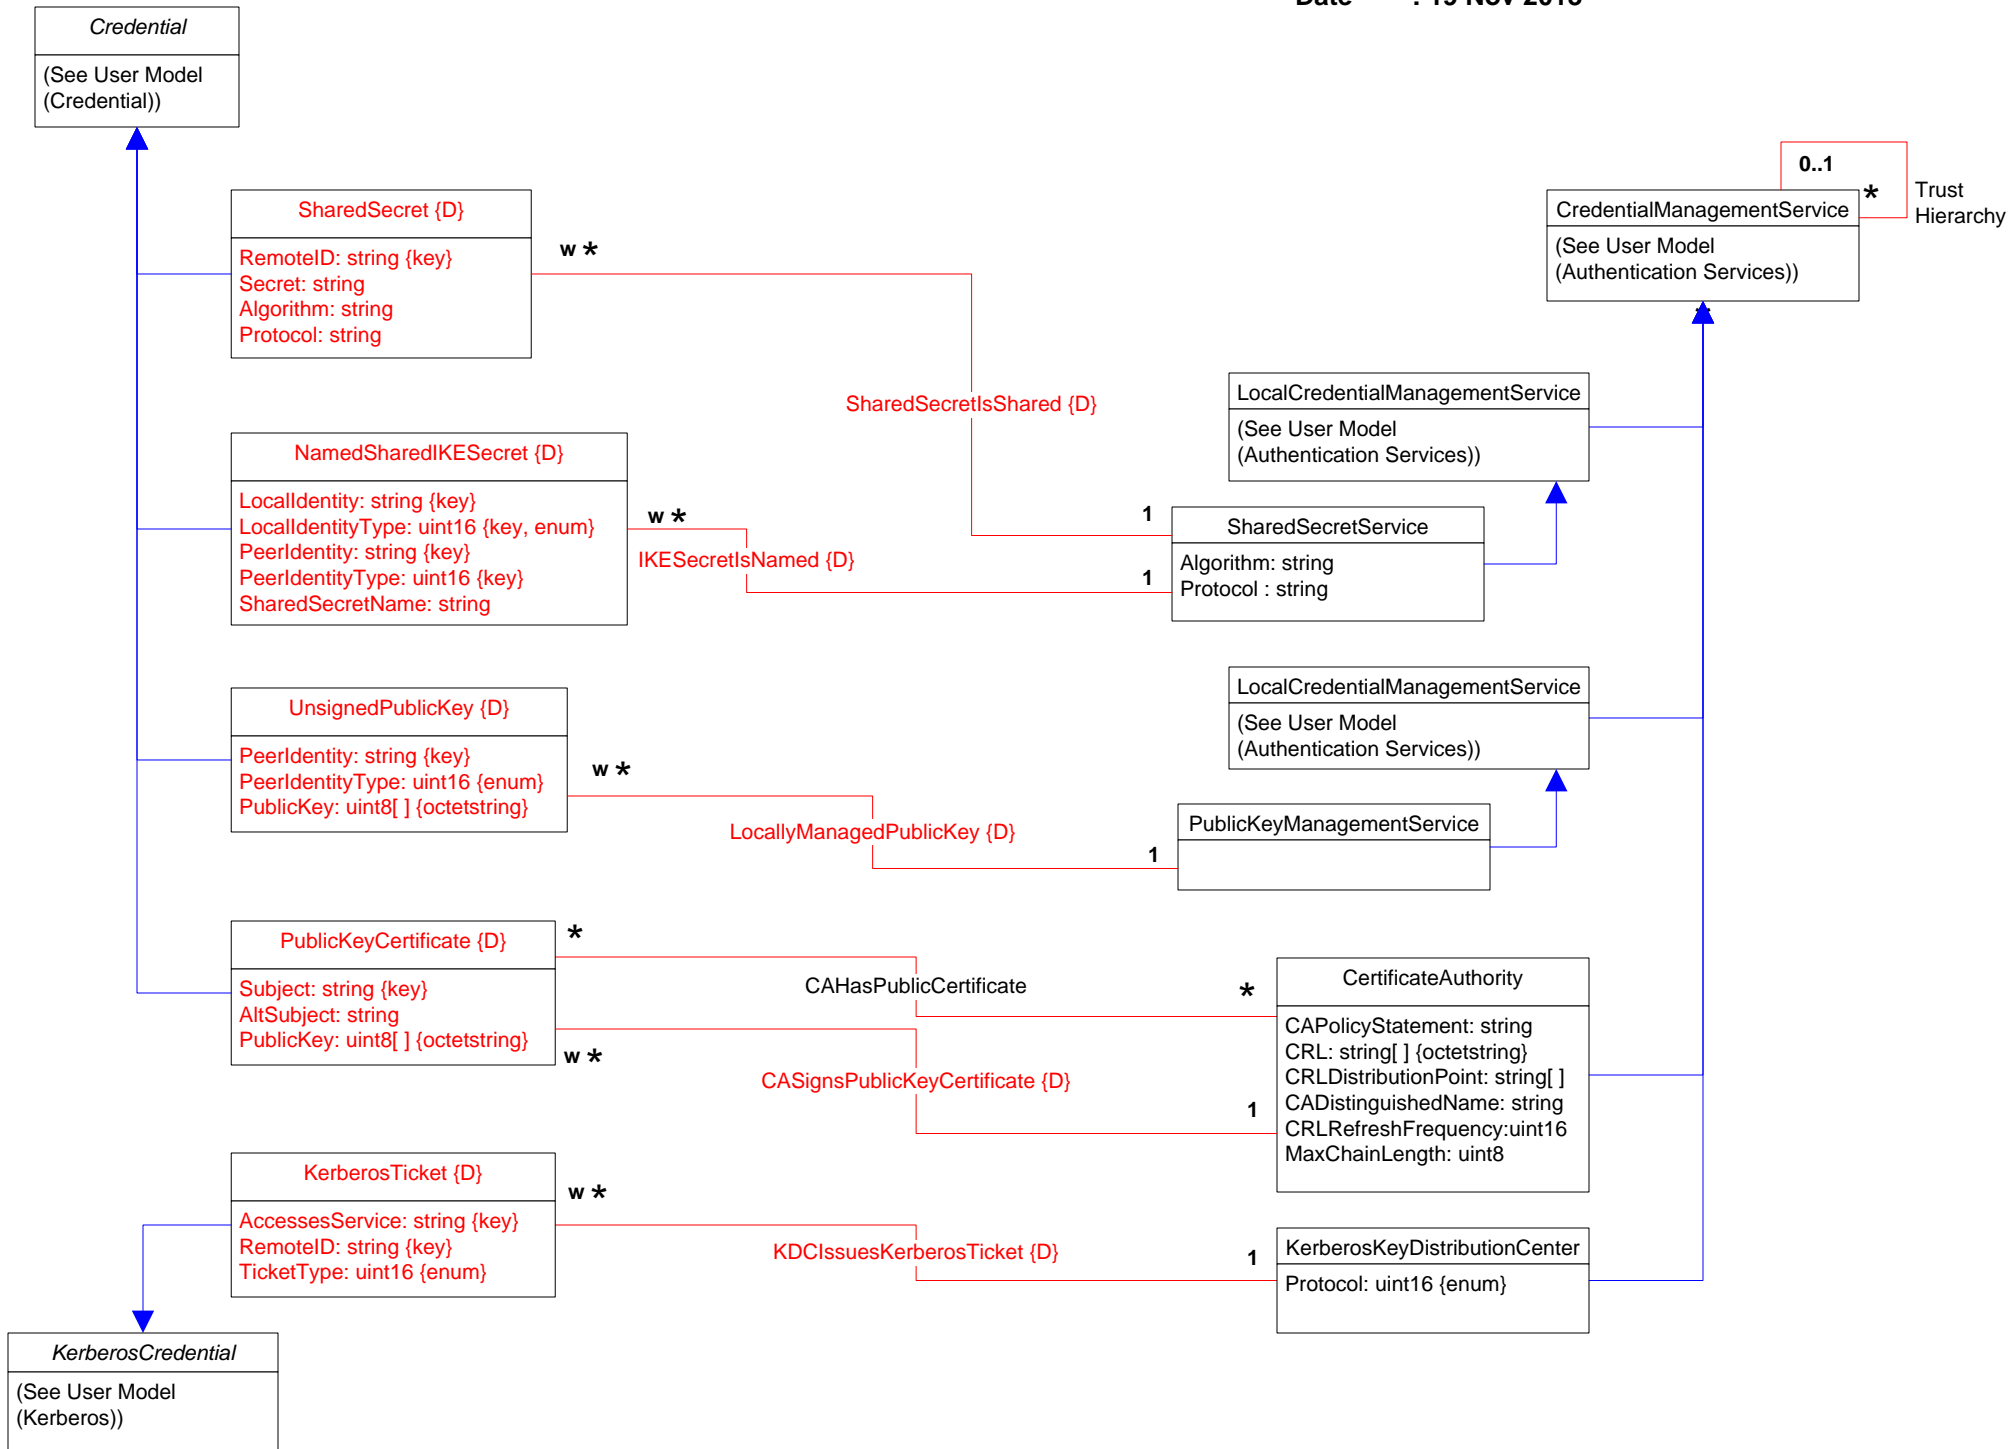 Date : 19 Nov 2018
Credential
(See User Model
(Credential))
SharedSecret {D}
RemoteID: string {key}
Secret: string
Algorithm: string
Protocol: string
w *
SharedSecretIsShared {D}
0..1
*
Trust
Hierarchy
CredentialManagementService
(See User Model
(Authentication Services))
LocalCredentialManagementService
(See User Model
(Authentication Services))
NamedSharedIKESecret {D}
LocalIdentity: string {key}
LocalIdentityType: uint16 {key, enum}
PeerIdentity: string {key}
PeerIdentityType: uint16 {key}
SharedSecretName: string
w *
IKESecretIsNamed {D}
1
1
SharedSecretService
Algorithm: string
Protocol : string
LocalCredentialManagementService
(See User Model
(Authentication Services))
UnsignedPublicKey {D}
PeerIdentity: string {key}
PeerIdentityType: uint16 {enum}
PublicKey: uint8[ ] {octetstring}
w *
LocallyManagedPublicKey {D}
1
PublicKeyManagementService
PublicKeyCertificate {D}
Subject: string {key}
AltSubject: string
PublicKey: uint8[ ] {octetstring}
*
CAHasPublicCertificate
*
w *
CASignsPublicKeyCertificate {D}
1
CertificateAuthority
CAPolicyStatement: string
CRL: string[ ] {octetstring}
CRLDistributionPoint: string[ ]
CADistinguishedName: string
CRLRefreshFrequency:uint16
MaxChainLength: uint8
KerberosTicket {D}
AccessesService: string {key}
RemoteID: string {key}
TicketType: uint16 {enum}
w *
KDCIssuesKerberosTicket {D}
1
KerberosKeyDistributionCenter
Protocol: uint16 {enum}
KerberosCredential
(See User Model
(Kerberos))